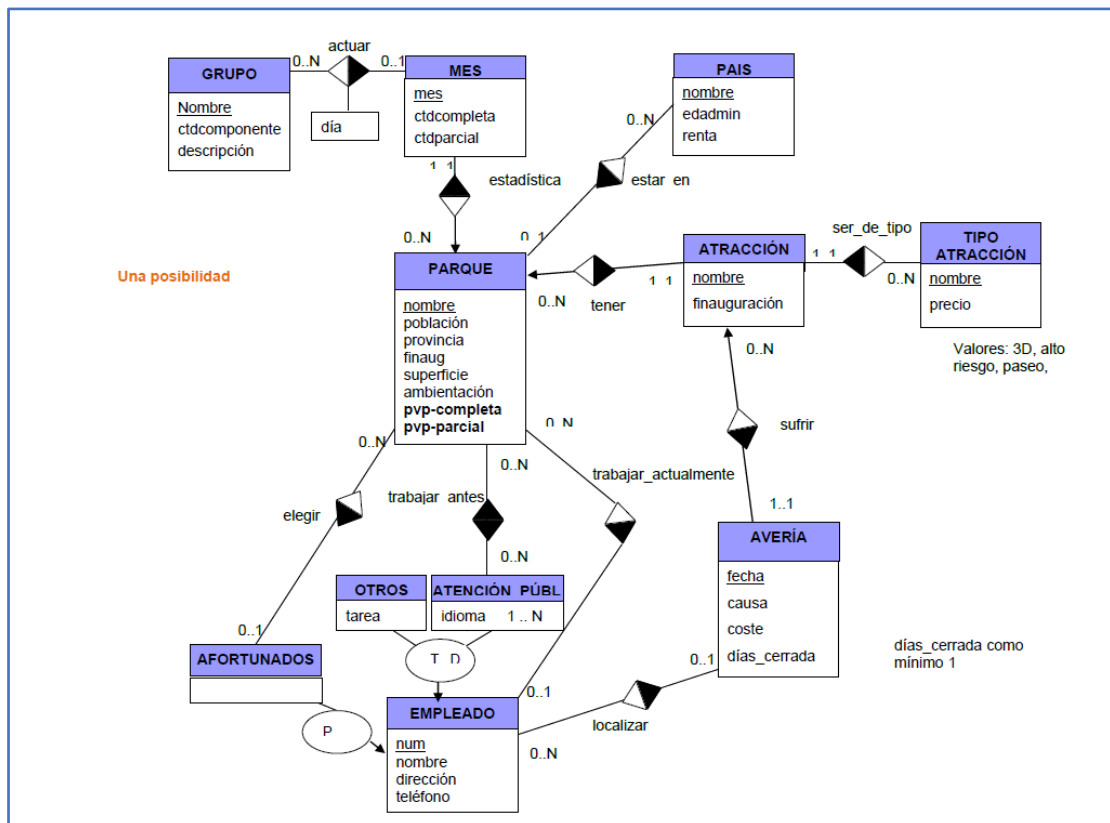 actuar
0..N
0..1
GRUPO
Nombre
ctdcomponente
descripción
día
MES
mes
ctdcompleta
ctdparcial
PAIS
nombre
edadmin
renta
0..N
1 1
estadística
estar en
0..N
0 1
Una posibilidad
PARQUE
nombre
población
provincia
finaug
superficie
ambientación
pvp-completa
pvp-parcial
0..N
tener
1 1
ATRACCIÓN
nombre
finauguración
ser_de_tipo
1 1
0..N
TIPO
ATRACCIÓN
nombre
precio
Valores: 3D, alto
riesgo, paseo,
0..N
sufrir
1..1
0..N
elegir
0..1
0..N
trabajar antes
0..N
0..N
trabajar_actualmente
0..1
OTROS
tarea
ATENCIÓN PÚBL
idioma 1 .. N
T D
AFORTUNADOS
P
EMPLEADO
num
nombre
dirección
teléfono
0..N
localizar
0..1
AVERÍA
fecha
causa
coste
días_cerrada
días_cerrada como
mínimo 1